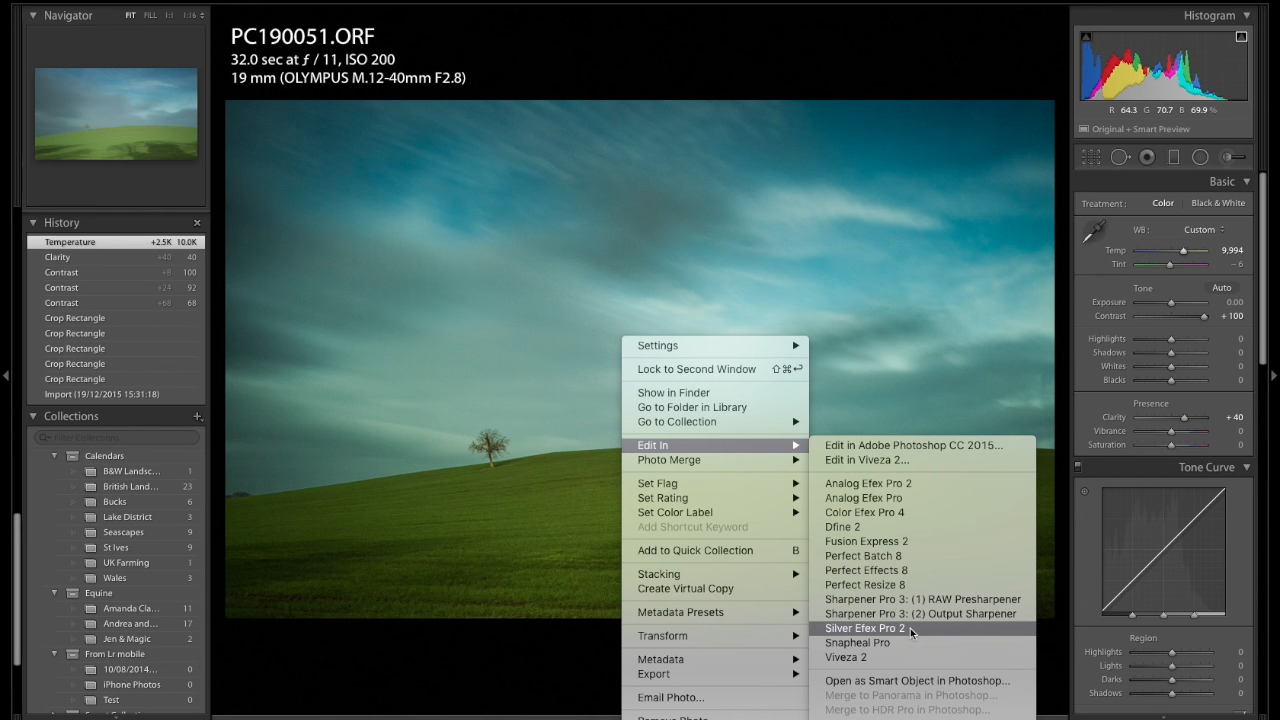 Navigator
FIT FILL 1:1 1:16
History
Temperature +2.5K 10.0K
Clarity +40 40
Contrast +8 100
Contrast +24 92
Contrast +68 68
Crop Rectangle
Crop Rectangle
Crop Rectangle
Crop Rectangle
Crop Rectangle
Import (19/12/2015 15:31:18)
Collections
Filter Collections
Calendars
B&W Landsc... 1
British Land... 23
Bucks 6
Lake District 3
Seascapes 9
St Ives 9
UK Farming 1
Wales 3
Equine
Amanda Cla... 11
Andrea and... 17
Jen & Magic 2
From Lr mobile
10/08/2014... 0
iPhone Photos 0
Test 0
PC190051.ORF
32.0 sec at ƒ / 11, ISO 200
19 mm (OLYMPUS M.12-40mm F2.8)
Settings
Lock to Second Window ⇧⌘↩
Show in Finder
Go to Folder in Library
Go to Collection
Edit In
Photo Merge
Set Flag
Set Rating
Set Color Label
Add Shortcut Keyword
Add to Quick Collection B
Stacking
Create Virtual Copy
Metadata Presets
Transform
Metadata
Export
Email Photo...
Edit in Adobe Photoshop CC 2015...
Edit in Viveza 2...
Analog Efex Pro 2
Analog Efex Pro
Color Efex Pro 4
Dfine 2
Fusion Express 2
Perfect Batch 8
Perfect Effects 8
Perfect Resize 8
Sharpener Pro 3: (1) RAW Presharpener
Sharpener Pro 3: (2) Output Sharpener
Silver Efex Pro 2
Snapheal Pro
Viveza 2
Open as Smart Object in Photoshop...
Merge to Panorama in Photoshop...
Merge to HDR Pro in Photoshop...
Histogram
R 64.3 G 70.7 B 69.9 %
Original + Smart Preview
Basic
Treatment : Color Black & White
WB : Custom
Temp 9,994
Tint – 6
Tone Auto
Exposure 0.00
Contrast + 100
Highlights 0
Shadows 0
Whites 0
Blacks 0
Presence
Clarity + 40
Vibrance 0
Saturation 0
Tone Curve
Region
Highlights 0
Lights 0
Darks 0
Shadows 0